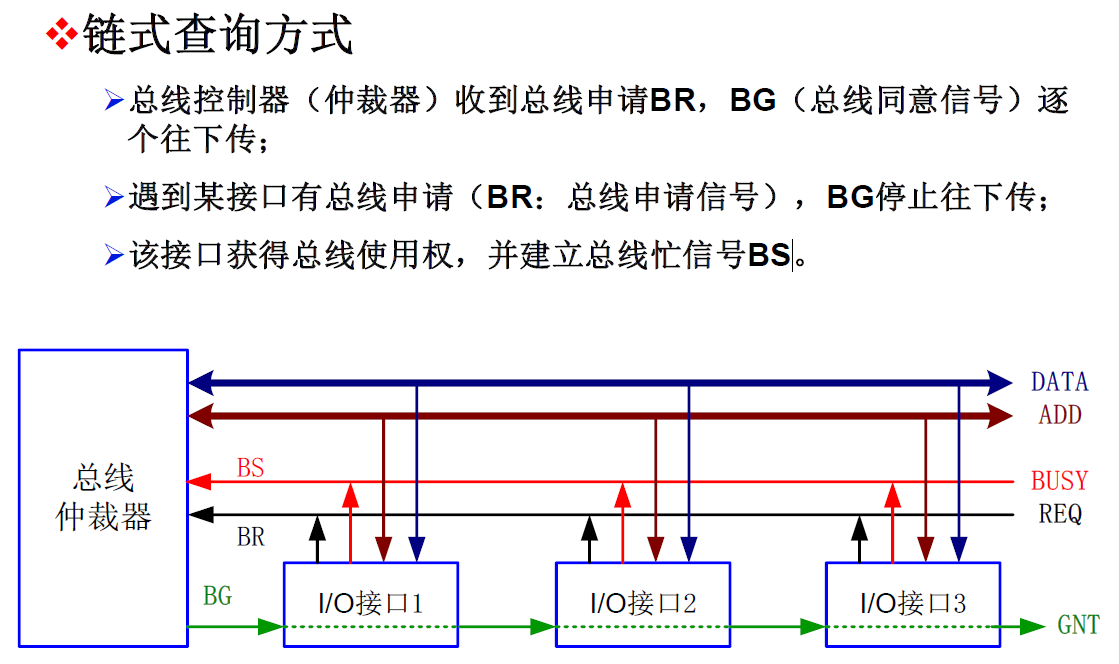 链式查询方式
总线控制器（仲裁器）收到总线申请BR，BG（总线同意信号）逐
个往下传；
遇到某接口有总线申请（BR：总线申请信号），BG停止往下传；
该接口获得总线使用权，并建立总线忙信号BS。
DATA
ADD
BS
BUSY
总线
仲裁器
REQ
BR
BG
I/O接口1
I/O接口2
I/O接口3
GNT